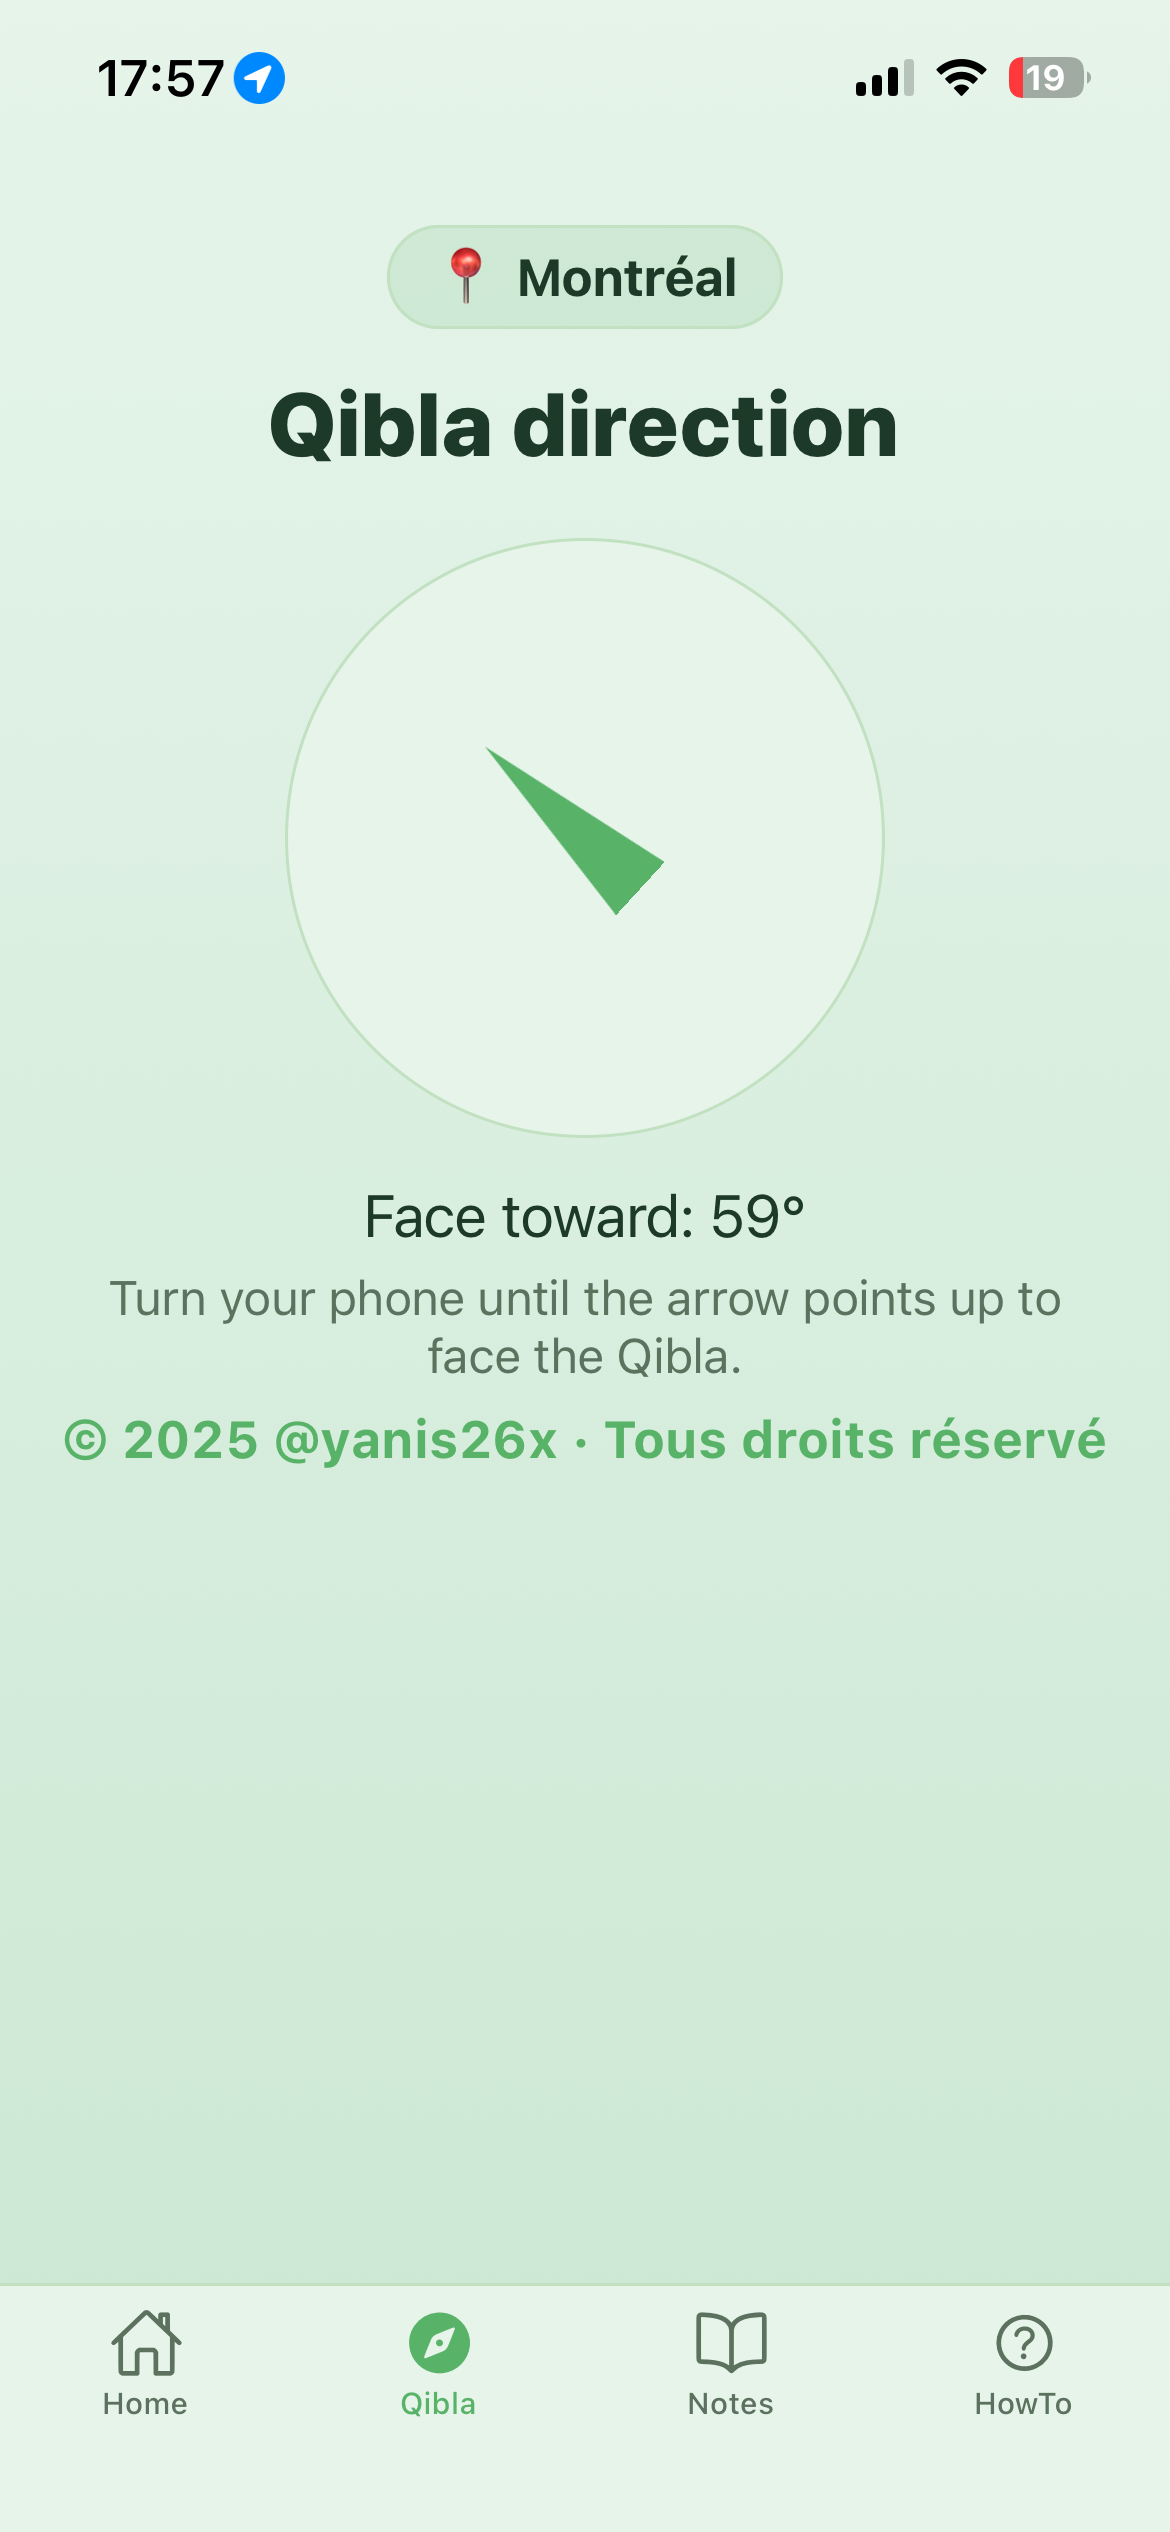 17:57
19
Montréal
Qibla direction
Face toward: 59°
Turn your phone until the arrow points up to
face the Qibla.
© 2025 @yanis26x · Tous droits réservé
Home
Qibla
Notes
HowTo